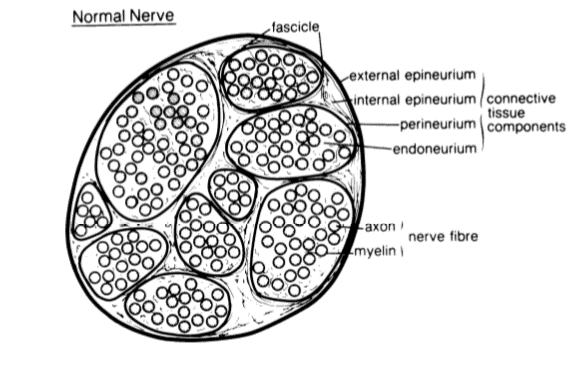 Normal Nerve
fascicle
external epineurium
internal epineurium
connective
tissue
components
perineurium
endoneurium
axon
nerve fibre
myelin